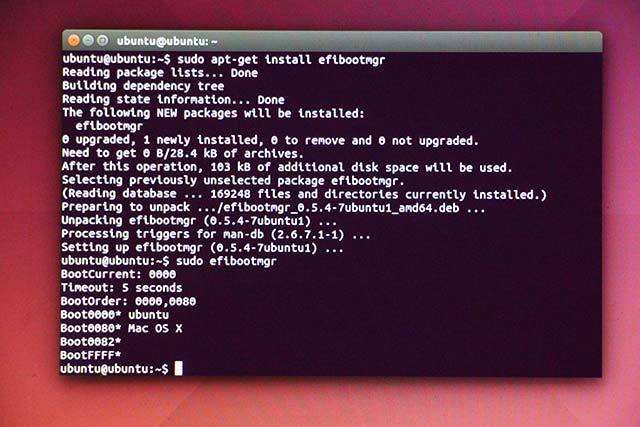 ubuntu@ubuntu: ~
ubuntu@ubuntu:~$ sudo apt-get install efibootmgr
Reading package lists... Done
Building dependency tree
Reading state information... Done
The following NEW packages will be installed:
  efibootmgr
0 upgraded, 1 newly installed, 0 to remove and 0 not upgraded.
Need to get 0 B/28.4 kB of archives.
After this operation, 103 kB of additional disk space will be used.
Selecting previously unselected package efibootmgr.
(Reading database ... 169248 files and directories currently installed.)
Preparing to unpack .../efibootmgr_0.5.4-7ubuntu1_amd64.deb ...
Unpacking efibootmgr (0.5.4-7ubuntu1) ...
Processing triggers for man-db (2.6.7.1-1) ...
Setting up efibootmgr (0.5.4-7ubuntu1) ...
ubuntu@ubuntu:~$ sudo efibootmgr
BootCurrent: 0000
Timeout: 5 seconds
BootOrder: 0000,0080
Boot0000* ubuntu
Boot0080* Mac OS X
Boot0082*
BootFFFF*
ubuntu@ubuntu:~$